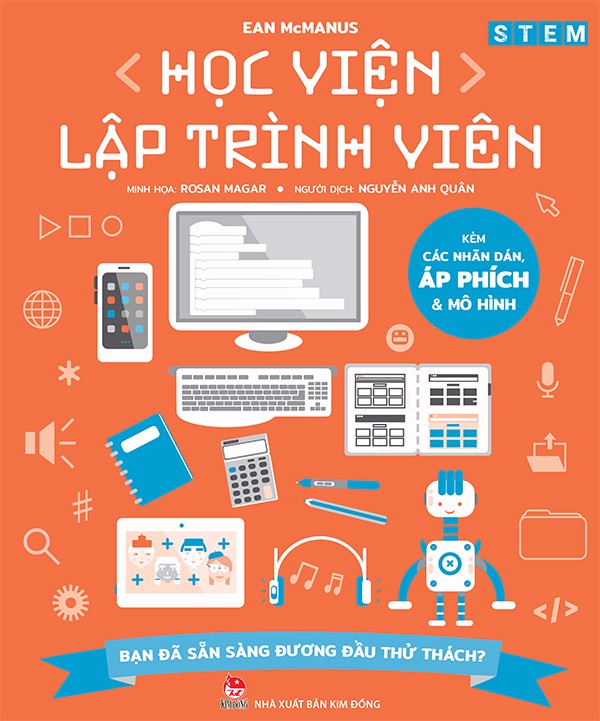 EAN McMANUS
STEM
< HỌC VIỆN >
LẬP TRÌNH VIÊN
MINH HỌA: ROSAN MAGAR • NGƯỜI DỊCH: NGUYỄN ANH QUÂN
KÈM
CÁC NHÃN DÁN,
ÁP PHÍCH
& MÔ HÌNH
#
</>
BẠN ĐÃ SẴN SÀNG ĐƯƠNG ĐẦU THỬ THÁCH?
KIM ĐỒNG
NHÀ XUẤT BẢN KIM ĐỒNG